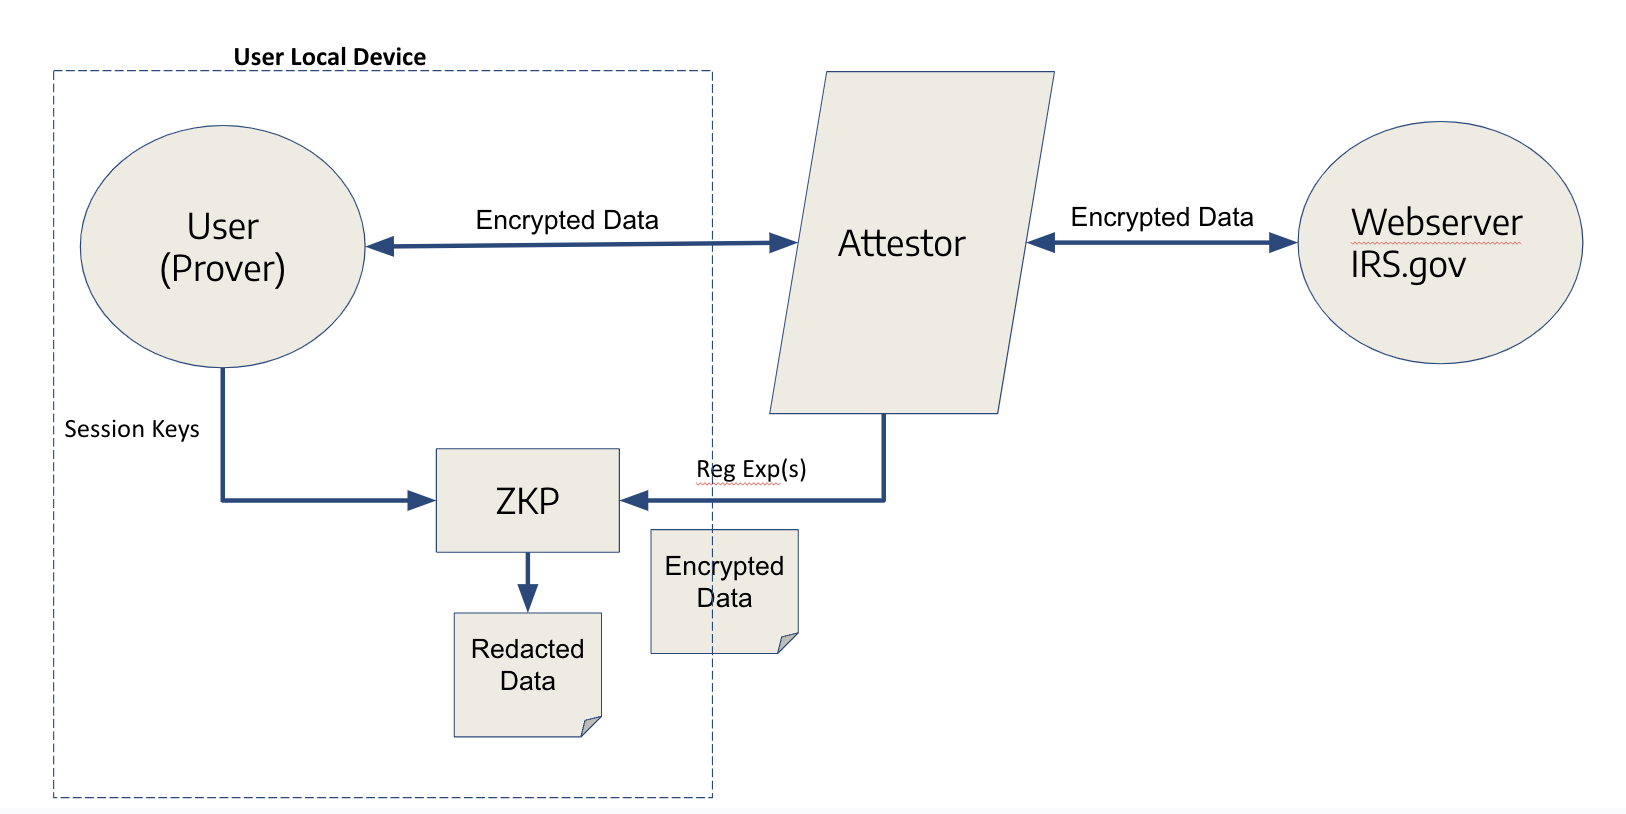 User Local Device
User
(Prover)
Encrypted Data
Attestor
Encrypted Data
Webserver
IRS.gov
Session Keys
ZKP
Reg Exp(s)
Encrypted
Data
Redacted
Data